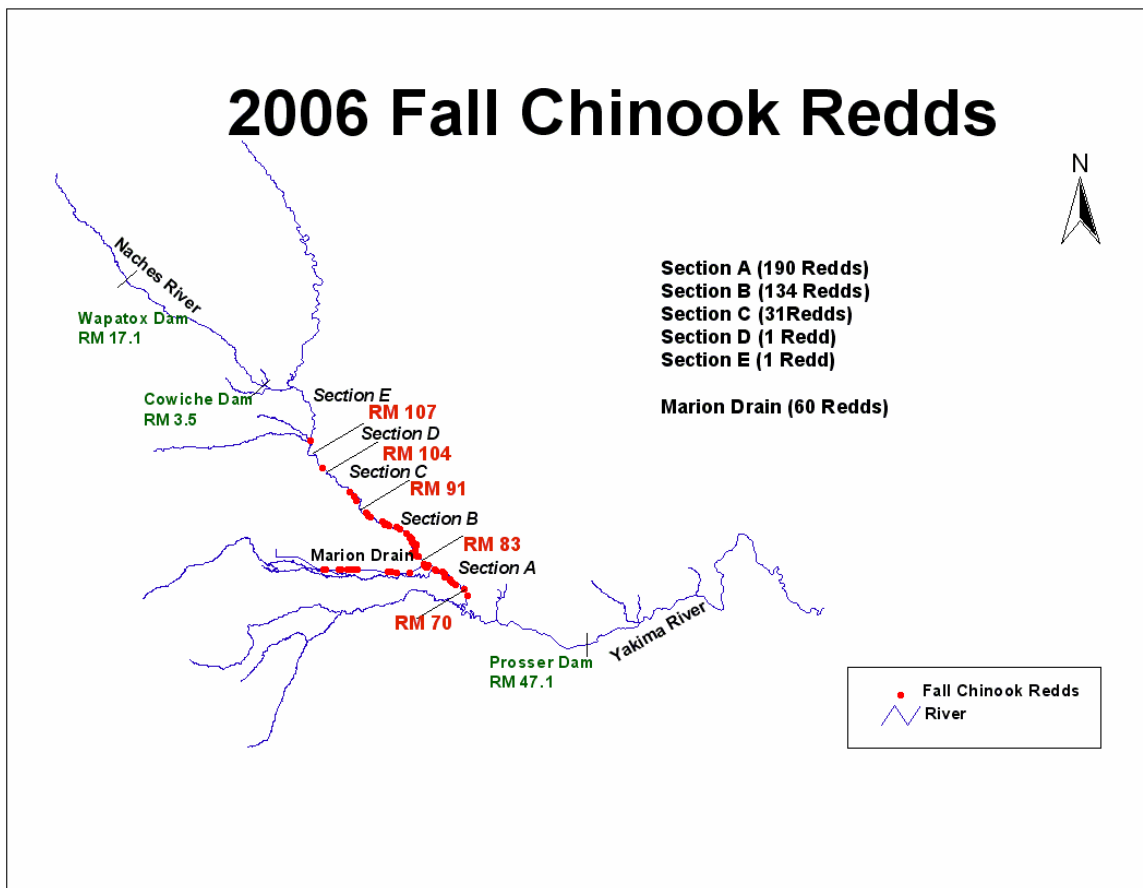 2006 Fall Chinook Redds
N
Naches River
Section A (190 Redds)
Section B (134 Redds)
Section C (31Redds)
Section D (1 Redd)
Section E (1 Redd)
Marion Drain (60 Redds)
Wapatox Dam
RM 17.1
Cowiche Dam
RM 3.5
Section E
RM 107
Section D
RM 104
Section C
RM 91
Section B
RM 83
Marion Drain
Section A
RM 70
Yakima River
Prosser Dam
RM 47.1
Fall Chinook Redds
River